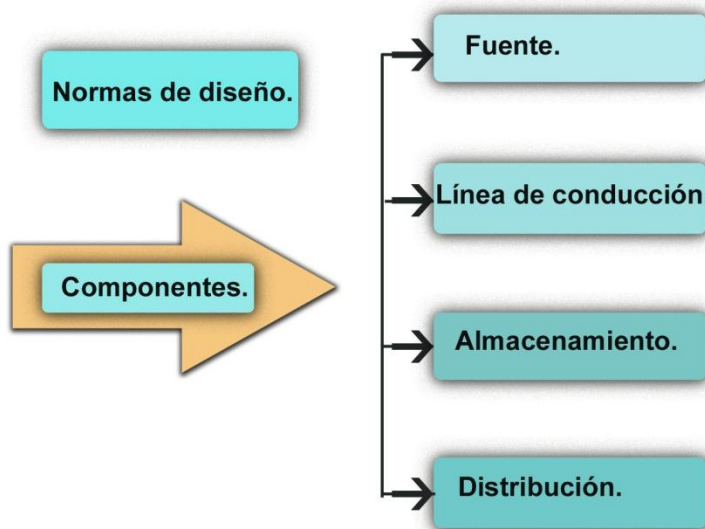 Normas de diseño.
Componentes.
Fuente.
Línea de conducción
Almacenamiento.
Distribución.